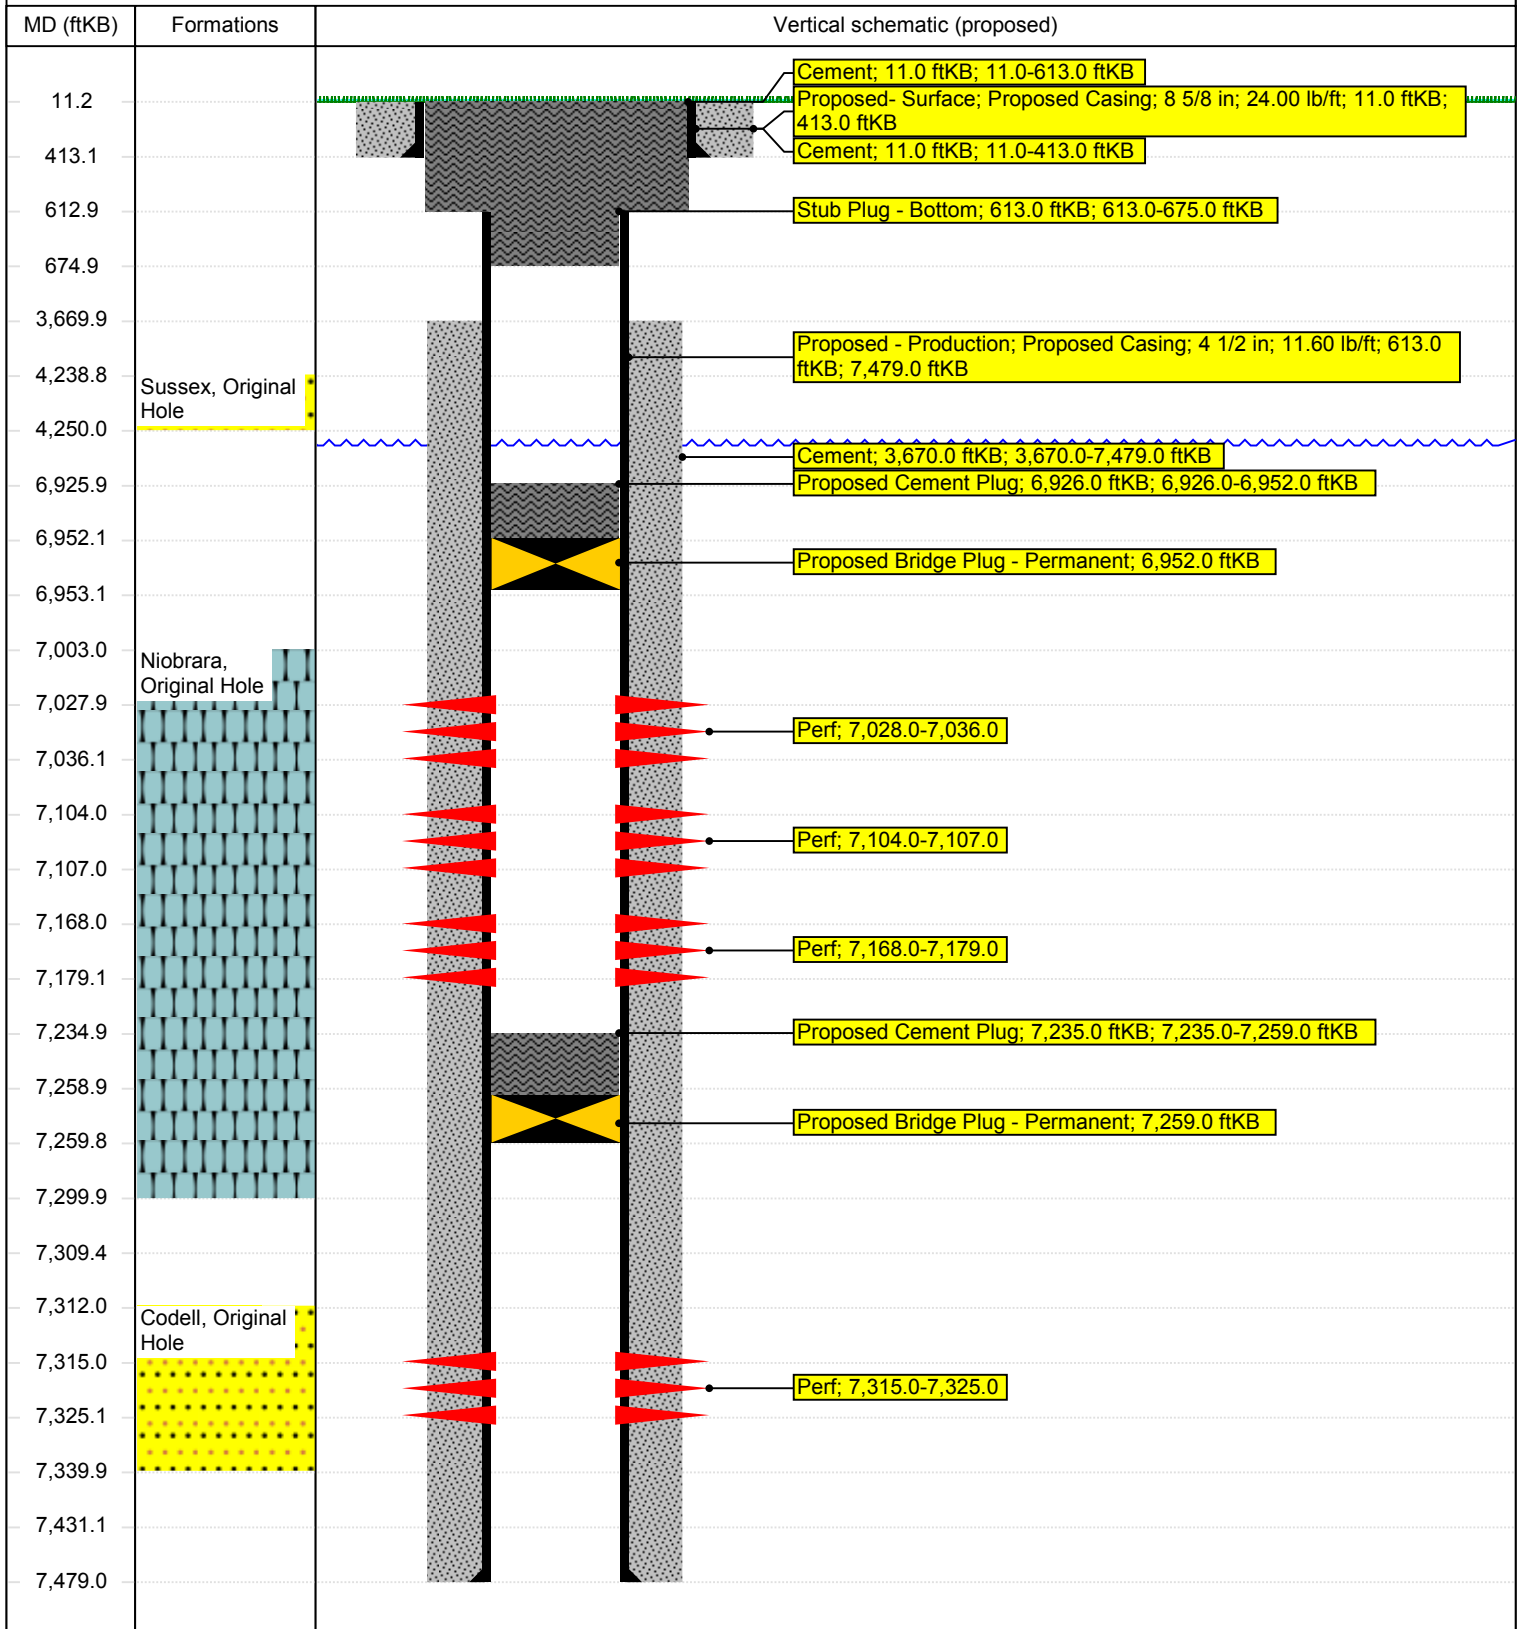 MD (ftKB)
Formations
Vertical schematic (proposed)
Cement; 11.0 ftKB; 11.0-613.0 ftKB
11.2
Proposed- Surface; Proposed Casing; 8 5/8 in; 24.00 lb/ft; 11.0 ftKB;
413.0 ftKB
Cement; 11.0 ftKB; 11.0-413.0 ftKB
413.1
612.9
Stub Plug - Bottom; 613.0 ftKB; 613.0-675.0 ftKB
674.9
3,669.9
Proposed - Production; Proposed Casing; 4 1/2 in; 11.60 lb/ft; 613.0
ftKB; 7,479.0 ftKB
4,238.8
Sussex, Original
Hole
4,250.0
Cement; 3,670.0 ftKB; 3,670.0-7,479.0 ftKB
6,925.9
Proposed Cement Plug; 6,926.0 ftKB; 6,926.0-6,952.0 ftKB
6,952.1
Proposed Bridge Plug - Permanent; 6,952.0 ftKB
6,953.1
7,003.0
Niobrara,
Original Hole
7,027.9
Perf; 7,028.0-7,036.0
7,036.1
7,104.0
Perf; 7,104.0-7,107.0
7,107.0
7,168.0
Perf; 7,168.0-7,179.0
7,179.1
7,234.9
Proposed Cement Plug; 7,235.0 ftKB; 7,235.0-7,259.0 ftKB
7,258.9
Proposed Bridge Plug - Permanent; 7,259.0 ftKB
7,259.8
7,299.9
7,309.4
7,312.0
Codell, Original
Hole
7,315.0
Perf; 7,315.0-7,325.0
7,325.1
7,339.9
7,431.1
7,479.0